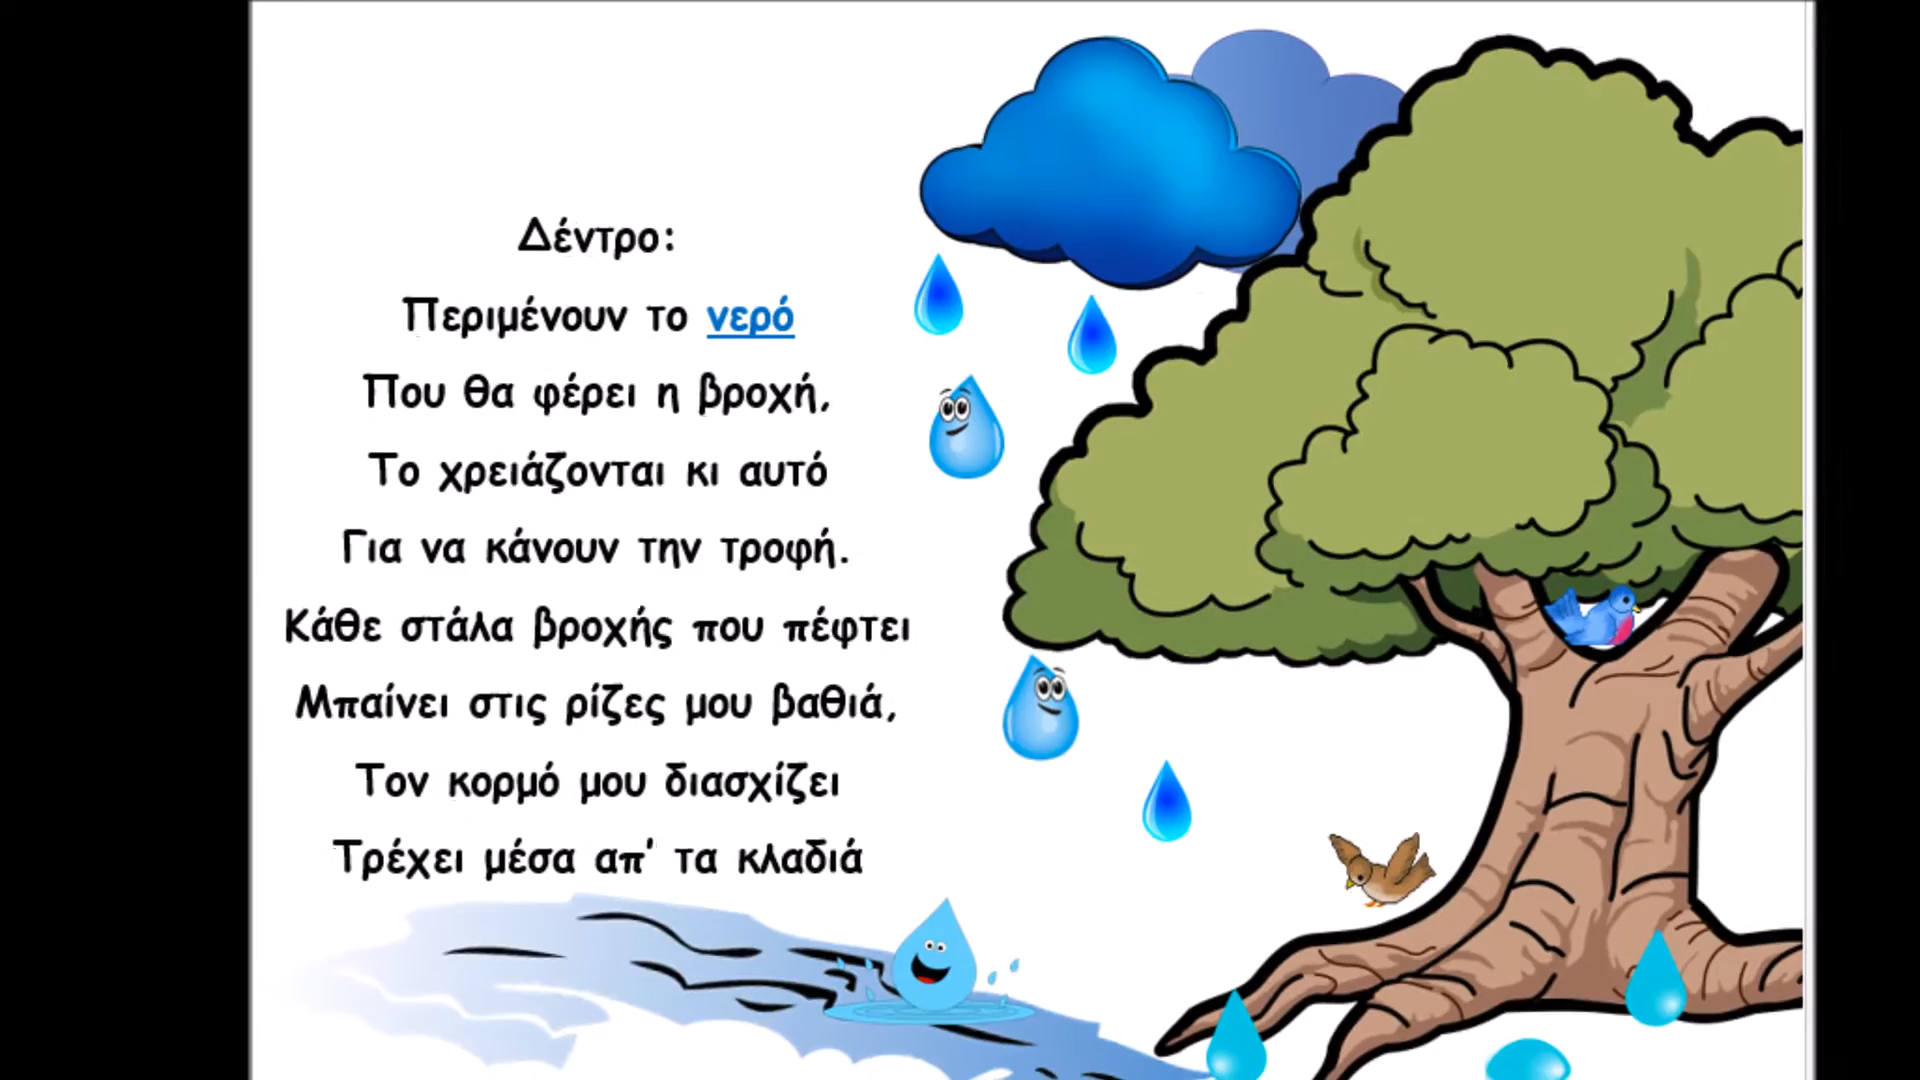 Δέντρο:
Περιμένουν το νερό
Που θα φέρει η βροχή,
Το χρειάζονται κι αυτό
Για να κάνουν την τροφή.
Κάθε στάλα βροχής που πέφτει
Μπαίνει στις ρίζες μου βαθιά,
Τον κορμό μου διασχίζει
Τρέχει μέσα απ' τα κλαδιά